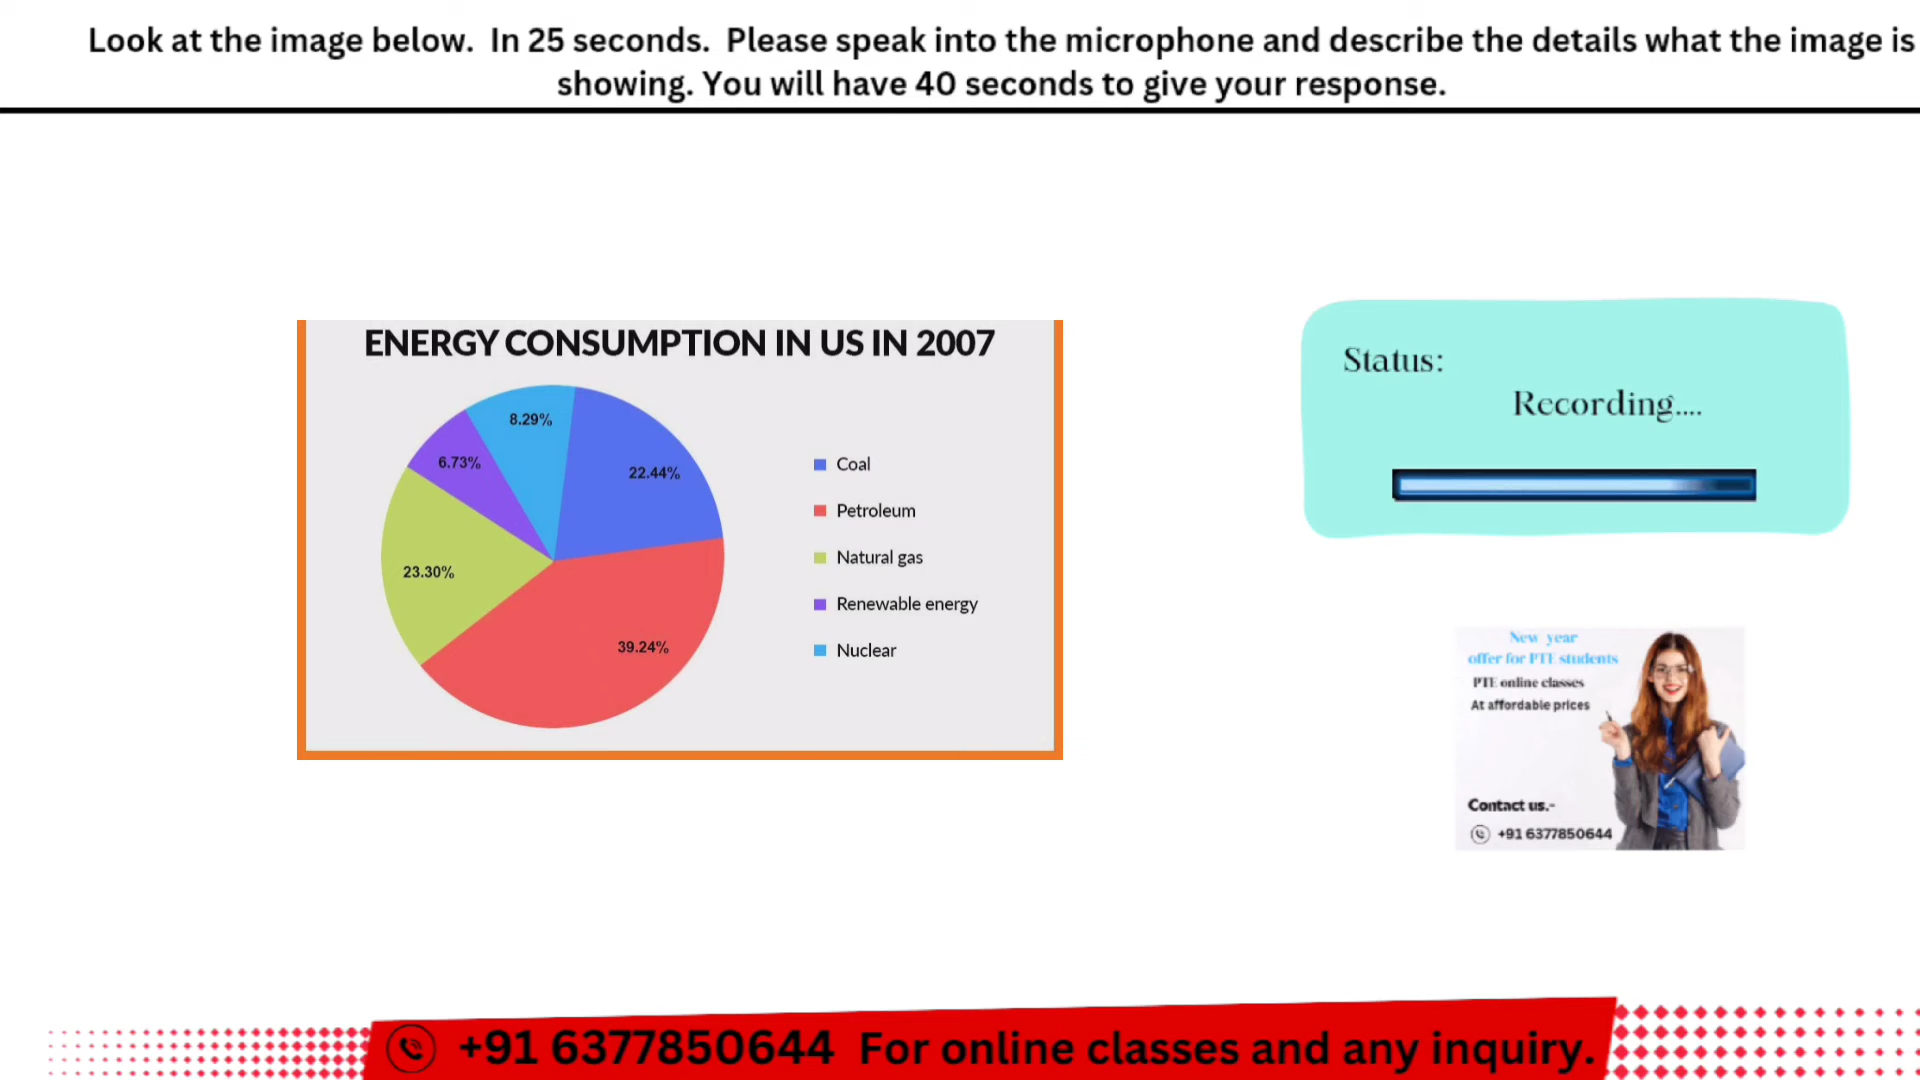 Look at the image below. In 25 seconds. Please speak into the microphone and describe the details what the image is
showing. You will have 40 seconds to give your response.
ENERGY CONSUMPTION IN US IN 2007
8.29%
22.44%
6.73%
23.30%
39.24%
Coal
Petroleum
Natural gas
Renewable energy
Nuclear
Status:
Recording....
New year
offer for PTE students
PTE online classes
At affordable prices
Contact us.-
+91 6377850644
+91 6377850644 For online classes and any inquiry.